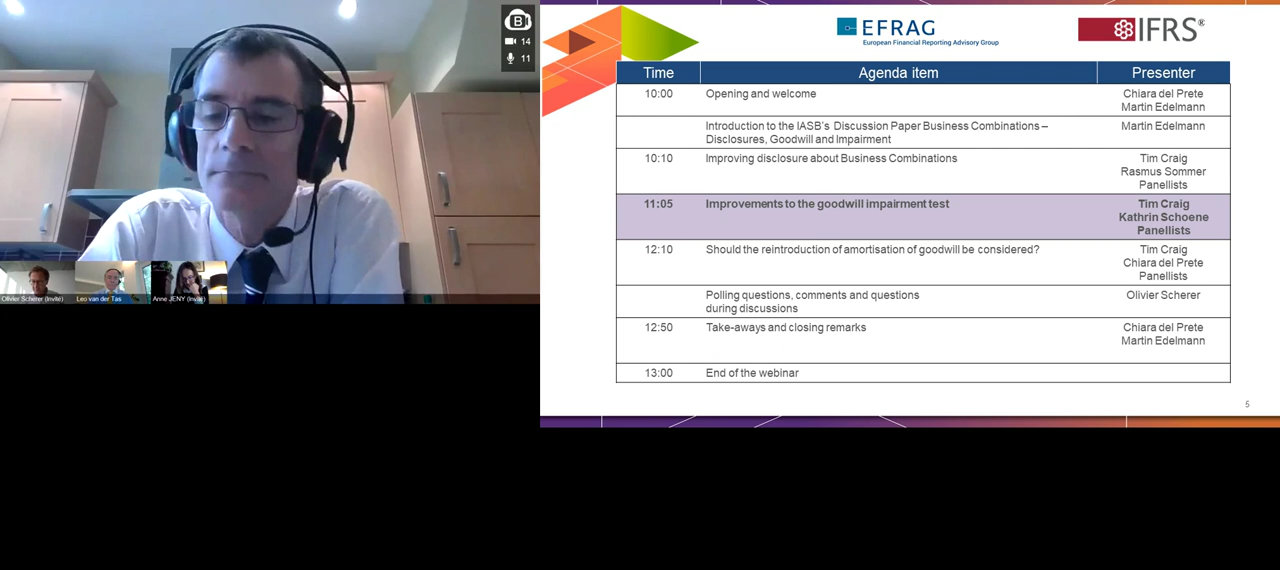 B
14
11
Olivier Scherer (Invité)
Leo van der Tas
Anne JENY (Invité)
EFRAG
European Financial Reporting Advisory Group
IFRS®
Time Agenda item Presenter
10:00 Opening and welcome Chiara del Prete
Martin Edelmann
Introduction to the IASB's Discussion Paper Business Combinations – Martin Edelmann
Disclosures, Goodwill and Impairment
10:10 Improving disclosure about Business Combinations Tim Craig
Rasmus Sommer
Panellists
11:05 Improvements to the goodwill impairment test Tim Craig
Kathrin Schoene
Panellists
12:10 Should the reintroduction of amortisation of goodwill be considered? Tim Craig
Chiara del Prete
Panellists
Polling questions, comments and questions Olivier Scherer
during discussions
12:50 Take-aways and closing remarks Chiara del Prete
Martin Edelmann
13:00 End of the webinar
5